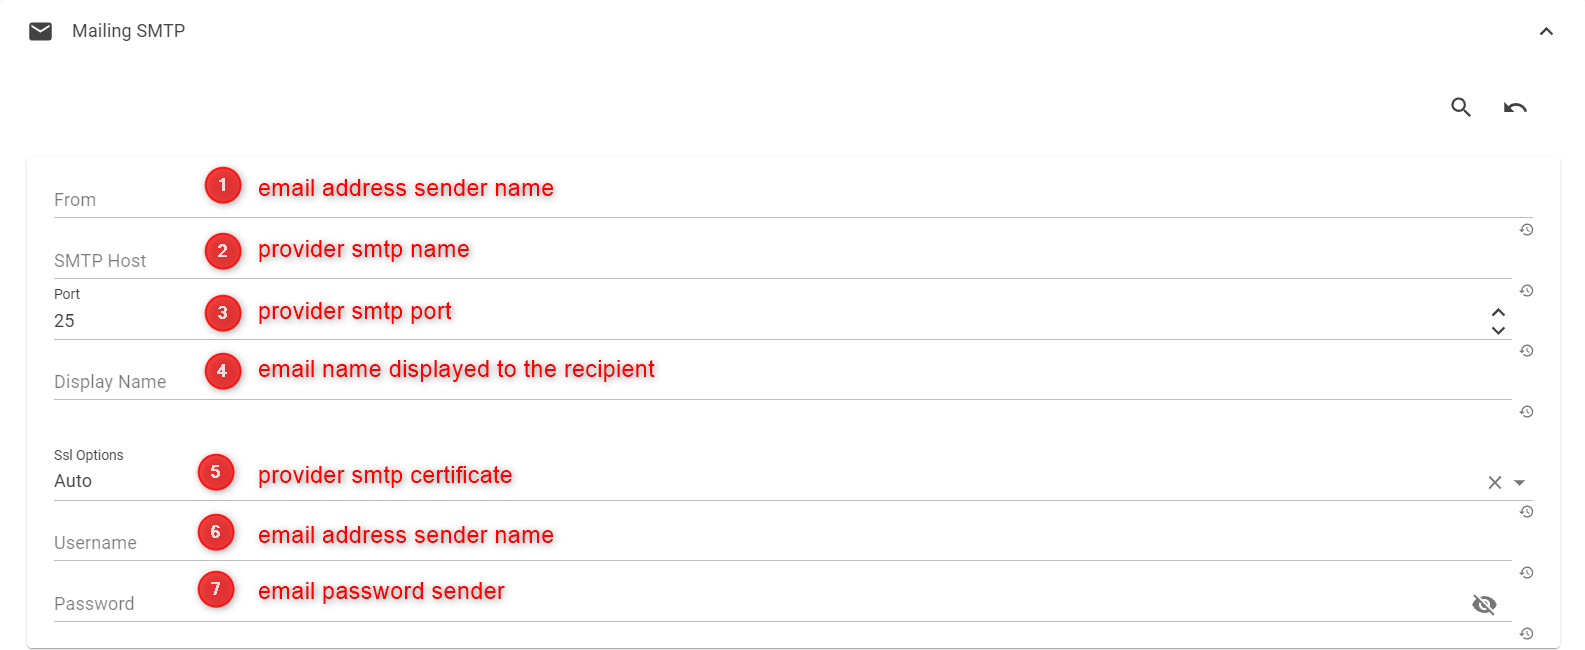 Mailing SMTP
From 1 email address sender name
SMTP Host 2 provider smtp name
Port
25 3 provider smtp port
Display Name 4 email name displayed to the recipient
Ssl Options
Auto 5 provider smtp certificate
Username 6 email address sender name
Password 7 email password sender